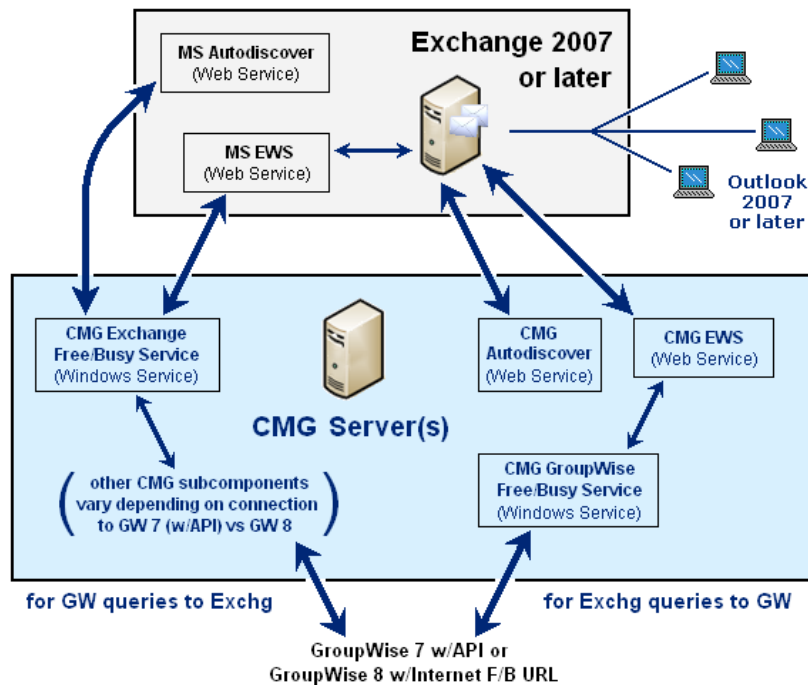 MS Autodiscover
(Web Service)
Exchange 2007
or later
MS EWS
(Web Service)
Outlook
2007
or later
CMG Exchange
Free/Busy Service
(Windows Service)
CMG
Autodiscover
(Web Service)
CMG EWS
(Web Service)
CMG Server(s)
(other CMG subcomponents
vary depending on connection
to GW 7 (w/API) vs GW 8)
CMG GroupWise
Free/Busy Service
(Windows Service)
for GW queries to Exchg
for Exchg queries to GW
GroupWise 7 w/API or
GroupWise 8 w/Internet F/B URL